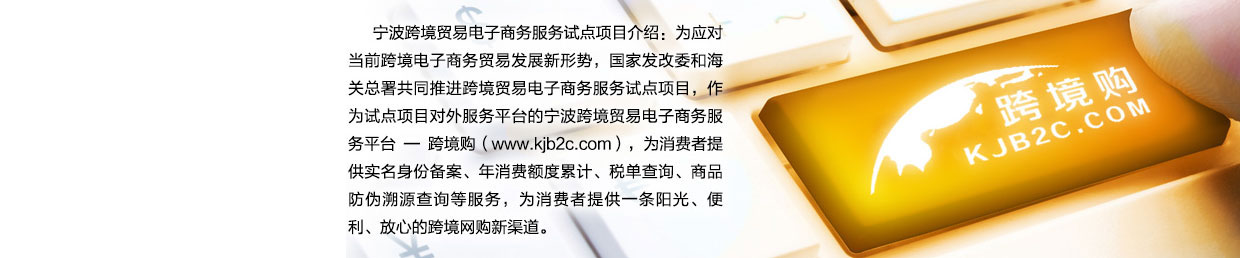 宁波跨境贸易电子商务服务试点项目介绍：为应对
当前跨境电子商务贸易发展新形势，国家发改委和海
关总署共同推进跨境贸易电子商务服务试点项目，作
为试点项目对外服务平台的宁波跨境贸易电子商务服
务平台 — 跨境购（www.kjb2c.com），为消费者提
供实名身份备案、年消费额度累计、税单查询、商品
防伪溯源查询等服务，为消费者提供一条阳光、便
利、放心的跨境网购新渠道。
跨境购
KJB2C.COM